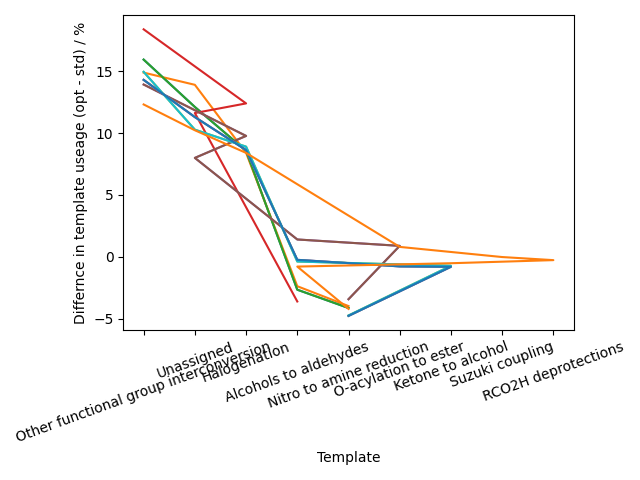 Differnce in template useage (opt - std) / %
15
10
5
0
−5
Other functional group interconversion
Unassigned
Halogenation
Alcohols to aldehydes
Nitro to amine reduction
O-acylation to ester
Ketone to alcohol
Suzuki coupling
RCO2H deprotections
Template